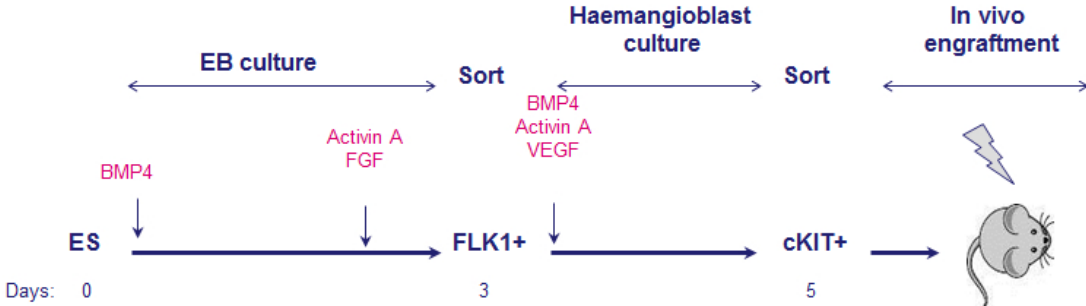 Haemangioblast
culture
In vivo
engraftment
EB culture
Sort
Sort
BMP4
Activin A
VEGF
Activin A
FGF
BMP4
ES
FLK1+
cKIT+
Days: 0 3 5